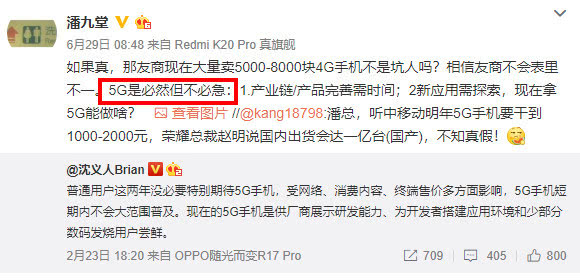 潘九堂
6月29日 08:48 来自 Redmi K20 Pro 真旗舰
如果真，那友商现在大量卖5000-8000块4G手机不是坑人吗？相信友商不会表里
不一。5G是必然但不必急：1.产业链/产品完善需时间；2新应用需探索，现在拿
5G能做啥？ 查看图片 //@kang18798:潘总，听中移动明年5G手机要干到
1000-2000元，荣耀总裁赵明说国内出货会达一亿台(国产)，不知真假！
@沈义人Brian
普通用户这两年没必要特别期待5G手机，受网络、消费内容、终端售价多方面影响，5G手机短
期内不会大范围普及。现在的5G手机是供厂商展示研发能力、为开发者搭建应用环境和少部分
数码发烧用户尝鲜。
2月23日 18:20 来自 OPPO随光而变R17 Pro
709 405 800